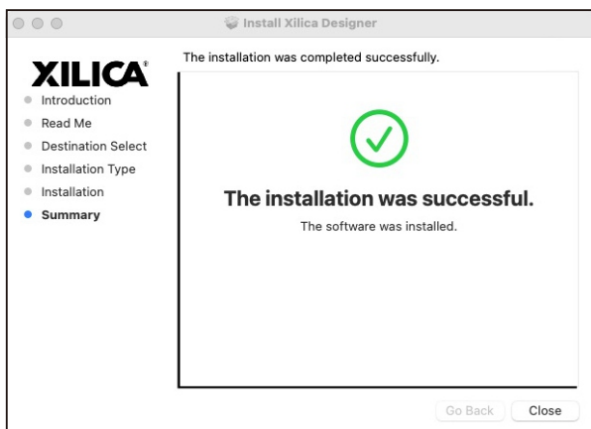 Install Xilica Designer
The installation was completed successfully.
XILICA®
Introduction
Read Me
Destination Select
Installation Type
Installation
Summary
The installation was successful.
The software was installed.
Go Back
Close